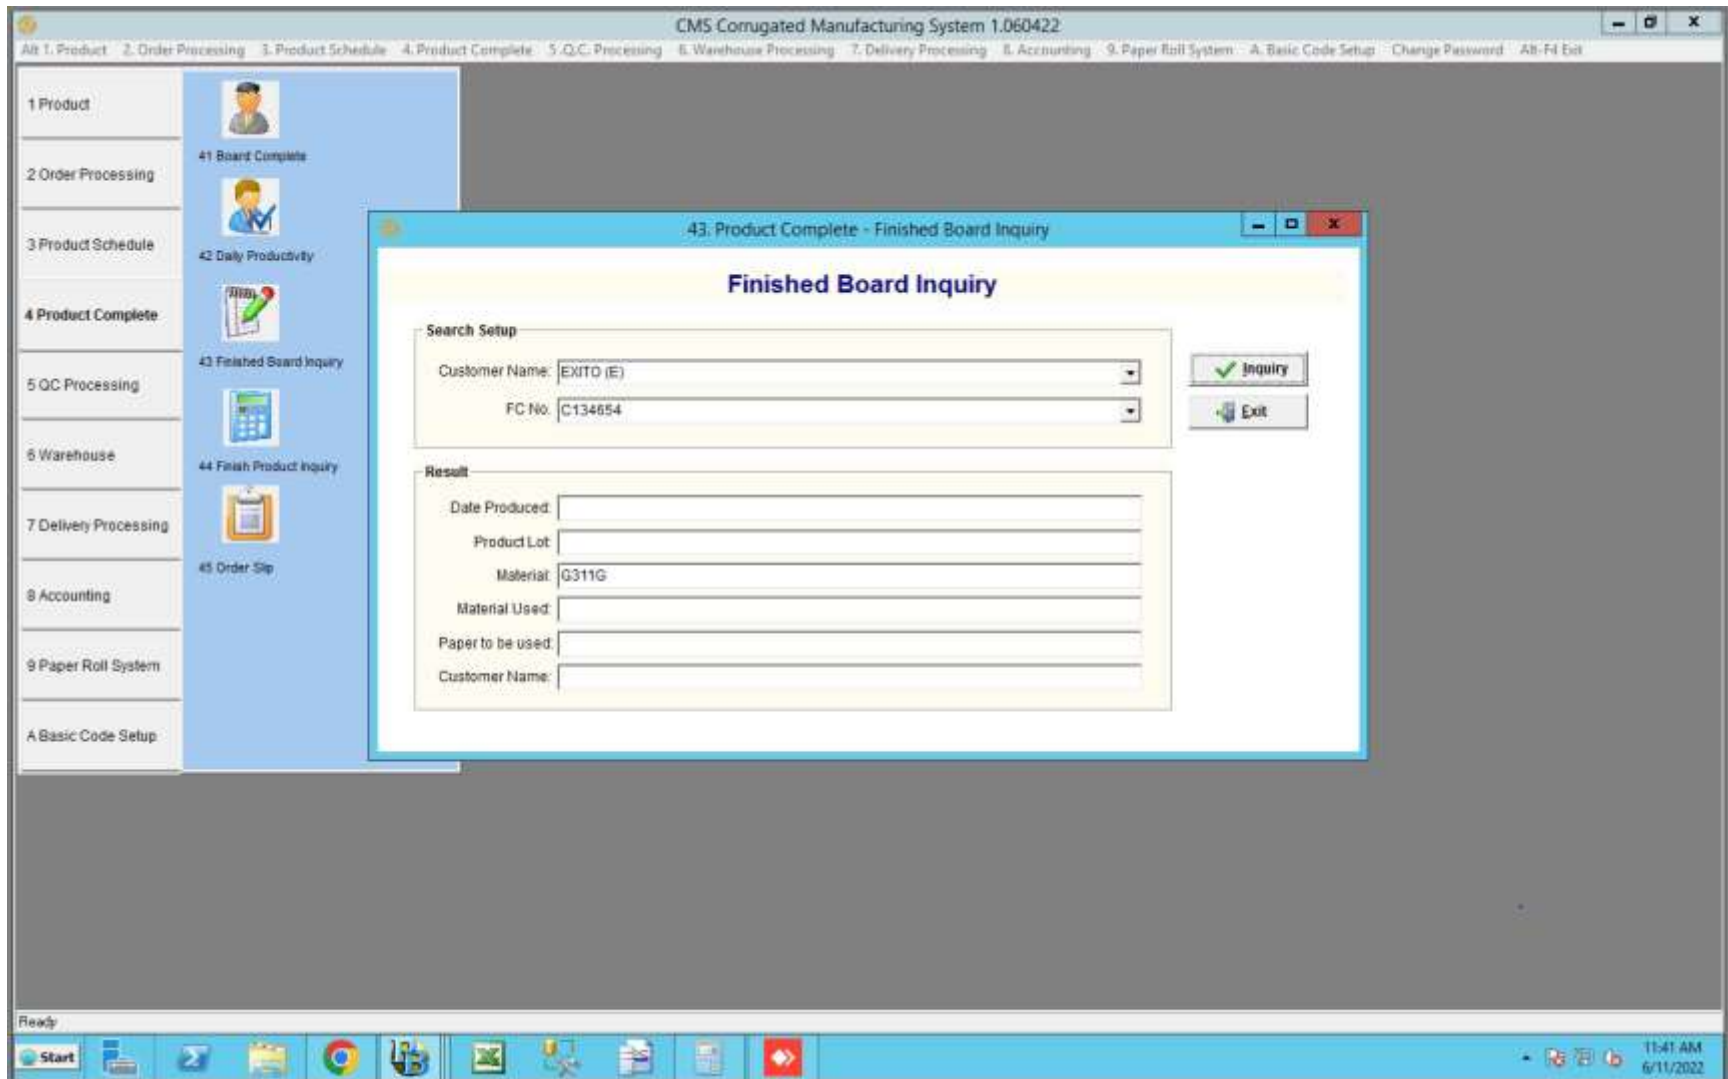 CMS Corrugated Manufacturing System 1.060422
Alt 1. Product 2. Order Processing 3. Product Schedule 4. Product Complete 5 .Q.C. Processing 6. Warehouse Processing 7. Delivery Processing 8. Accounting 9. Paper Roll System A. Basic Code Setup Change Password Alt-F4 Exit
1 Product
2 Order Processing
3 Product Schedule
4 Product Complete
5 QC Processing
6 Warehouse
7 Delivery Processing
8 Accounting
9 Paper Roll System
A Basic Code Setup
41 Board Complete
42 Daily Productivity
43 Finished Board Inquiry
44 Finish Product Inquiry
45 Order Slip
43. Product Complete - Finished Board Inquiry
Finished Board Inquiry
Search Setup
Customer Name: EXITO (E)
FC No. C134654
Inquiry
Exit
Result
Date Produced:
Product Lot:
Material: G311G
Material Used:
Paper to be used:
Customer Name:
Ready
Start
11:41 AM
6/11/2022